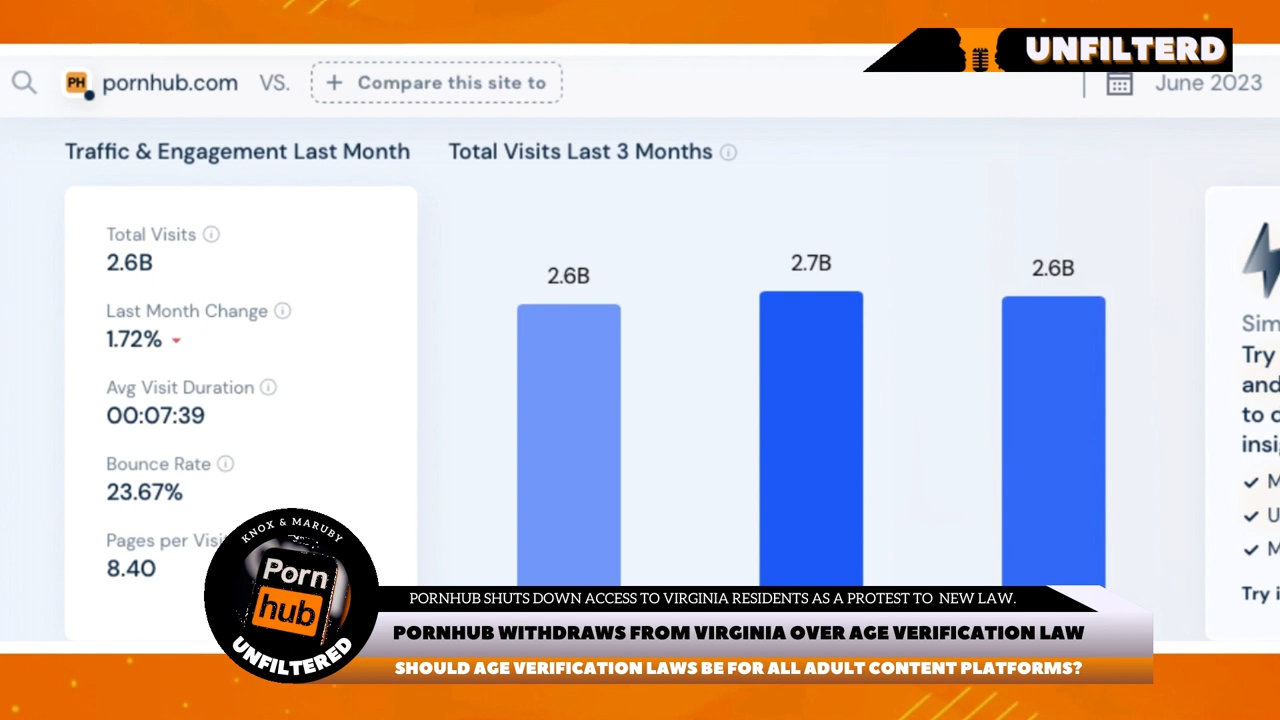 UNFILTERD
PH pornhub.com VS. + Compare this site to
June 2023
Traffic & Engagement Last Month
Total Visits Last 3 Months
Total Visits
2.6B
Last Month Change
1.72%
Avg Visit Duration
00:07:39
Bounce Rate
23.67%
Pages per Visi
8.40
2.6B
2.7B
2.6B
Sim
Try
and
to d
insi
M
U
M
Try i
KNOX & MARUBY
Porn
hub
UNFILTERED
PORNHUB SHUTS DOWN ACCESS TO VIRGINIA RESIDENTS AS A PROTEST TO NEW LAW.
PORNHUB WITHDRAWS FROM VIRGINIA OVER AGE VERIFICATION LAW
SHOULD AGE VERIFICATION LAWS BE FOR ALL ADULT CONTENT PLATFORMS?